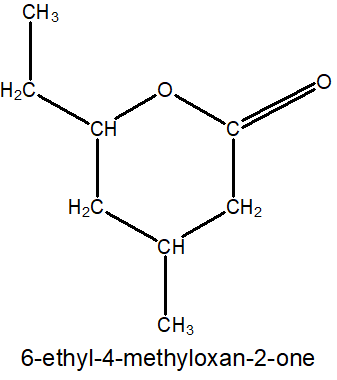 CH₃
H₂C
O
O
CH
C
H₂C
CH₂
CH
CH₃
6-ethyl-4-methyloxan-2-one